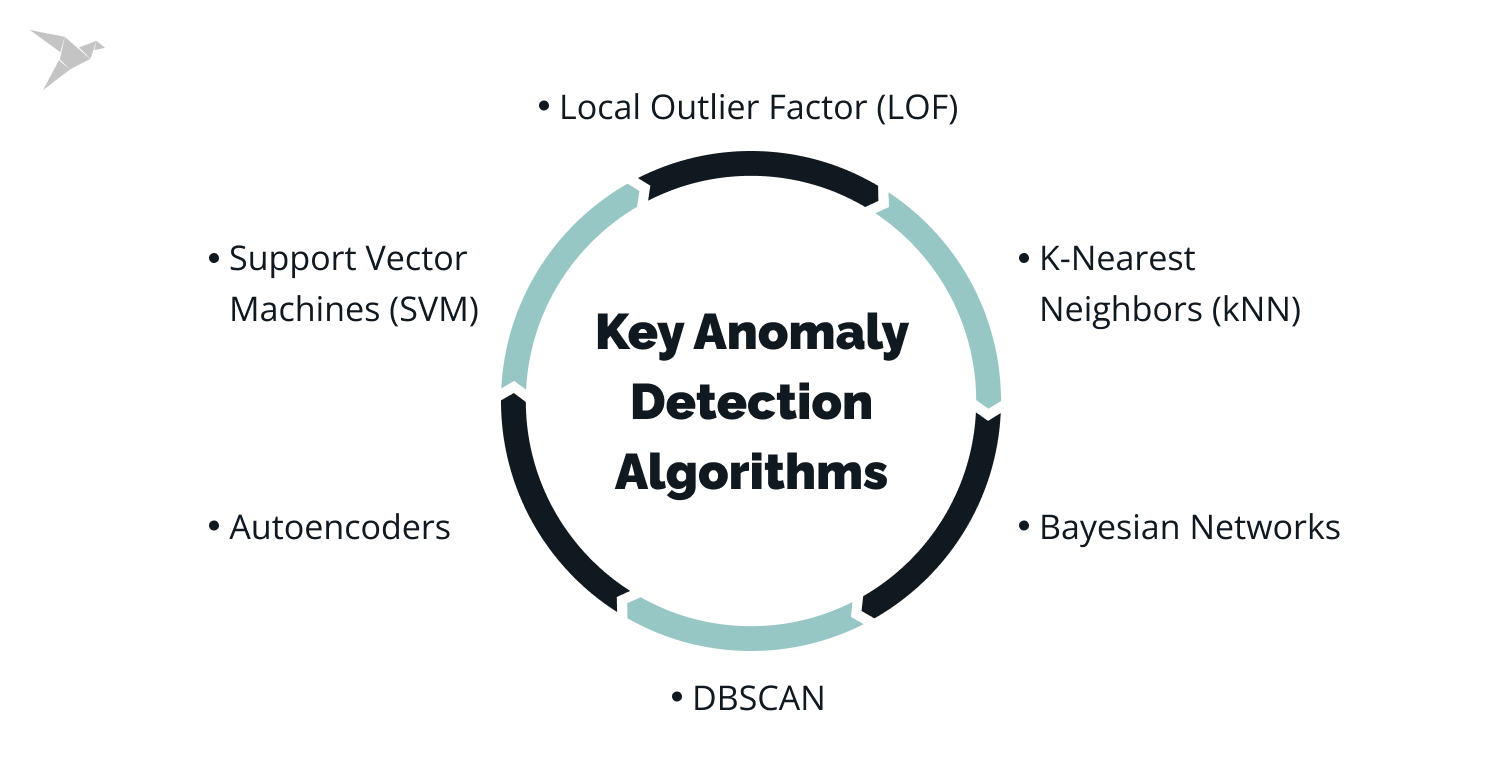 • Local Outlier Factor (LOF)
• Support Vector
Machines (SVM)
• K-Nearest
Neighbors (kNN)
Key Anomaly
Detection
Algorithms
• Autoencoders
• Bayesian Networks
• DBSCAN